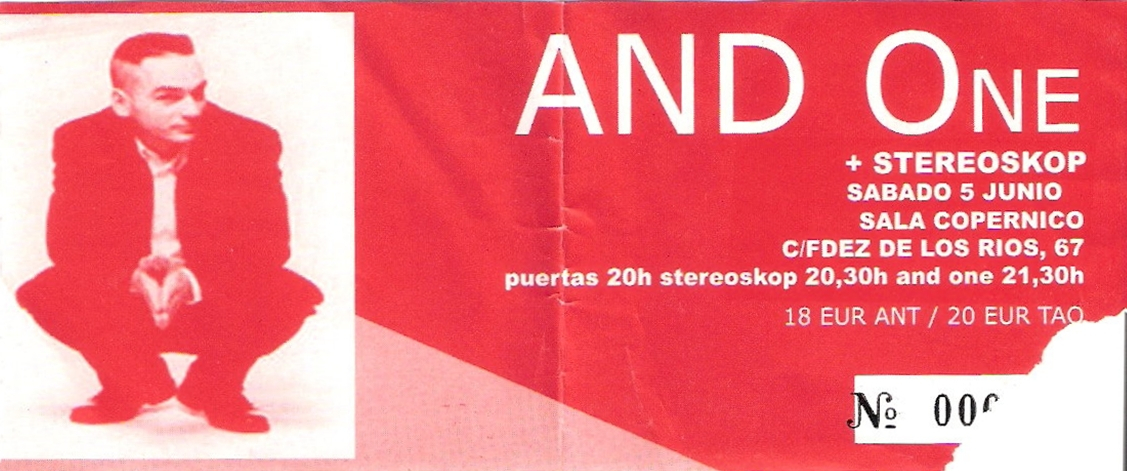 AND ONE
+ STEREOSKOP
SABADO 5 JUNIO
SALA COPERNICO
C/FDEZ DE LOS RIOS, 67
puertas 20h stereoskop 20,30h and one 21,30h
18 EUR ANT / 20 EUR TAQ
№ 00